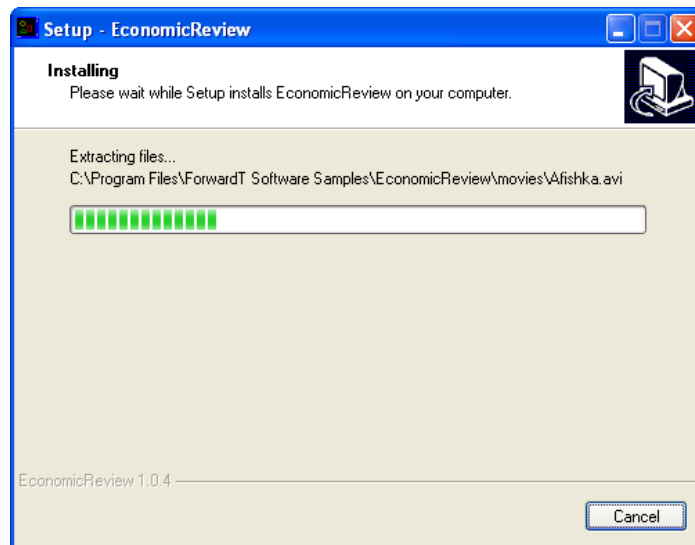 Setup - EconomicReview
Installing
Please wait while Setup installs EconomicReview on your computer.
Extracting files...
C:\Program Files\ForwardT Software Samples\EconomicReview\movies\Afishka.avi
EconomicReview 1.0.4
Cancel